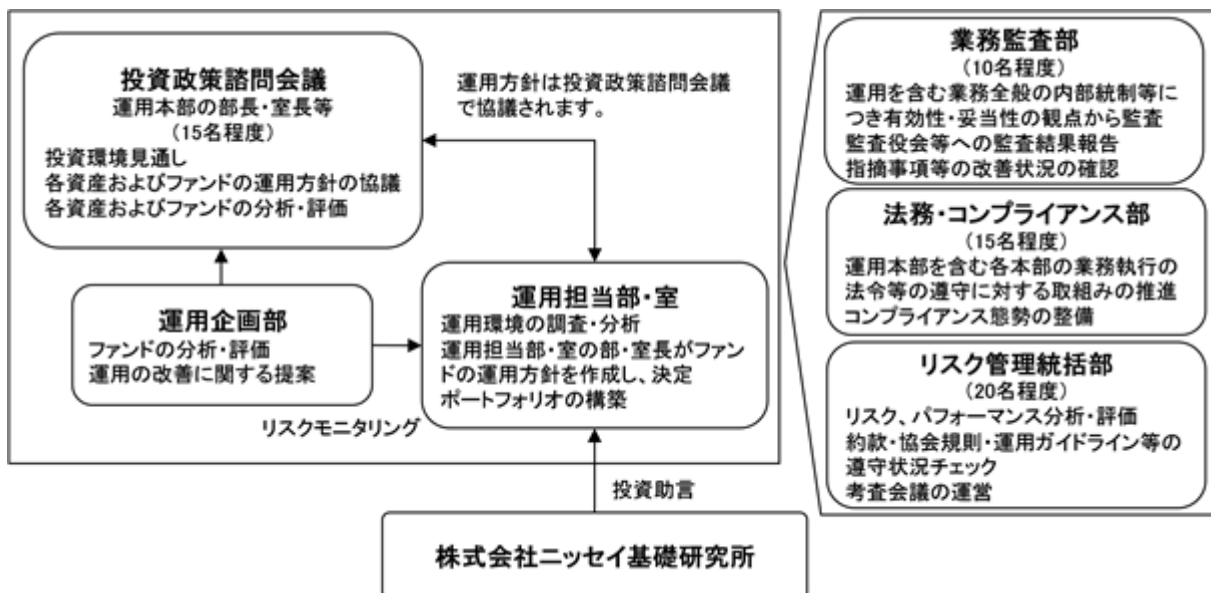 投資政策諮問会議
運用本部の部長・室長等
(15名程度)
投資環境見通し
各資産およびファンドの運用方針の協議
各資産およびファンドの分析・評価
運用方針は投資政策諮問会議
で協議されます。
運用企画部
ファンドの分析・評価
運用の改善に関する提案
運用担当部・室
運用環境の調査・分析
運用担当部・室の部・室長がファン
ドの運用方針を作成し、決定
ポートフォリオの構築
リスクモニタリング
投資助言
株式会社ニッセイ基礎研究所
業務監査部
(10名程度)
運用を含む業務全般の内部統制等に
つき有効性・妥当性の観点から監査
監査役会等への監査結果報告
指摘事項等の改善状況の確認
法務・コンプライアンス部
(15名程度)
運用本部を含む各本部の業務執行の
法令等の遵守に対する取組みの推進
コンプライアンス態勢の整備
リスク管理統括部
(20名程度)
リスク、パフォーマンス分析・評価
約款・協会規則・運用ガイドライン等の
遵守状況チェック
考査会議の運営